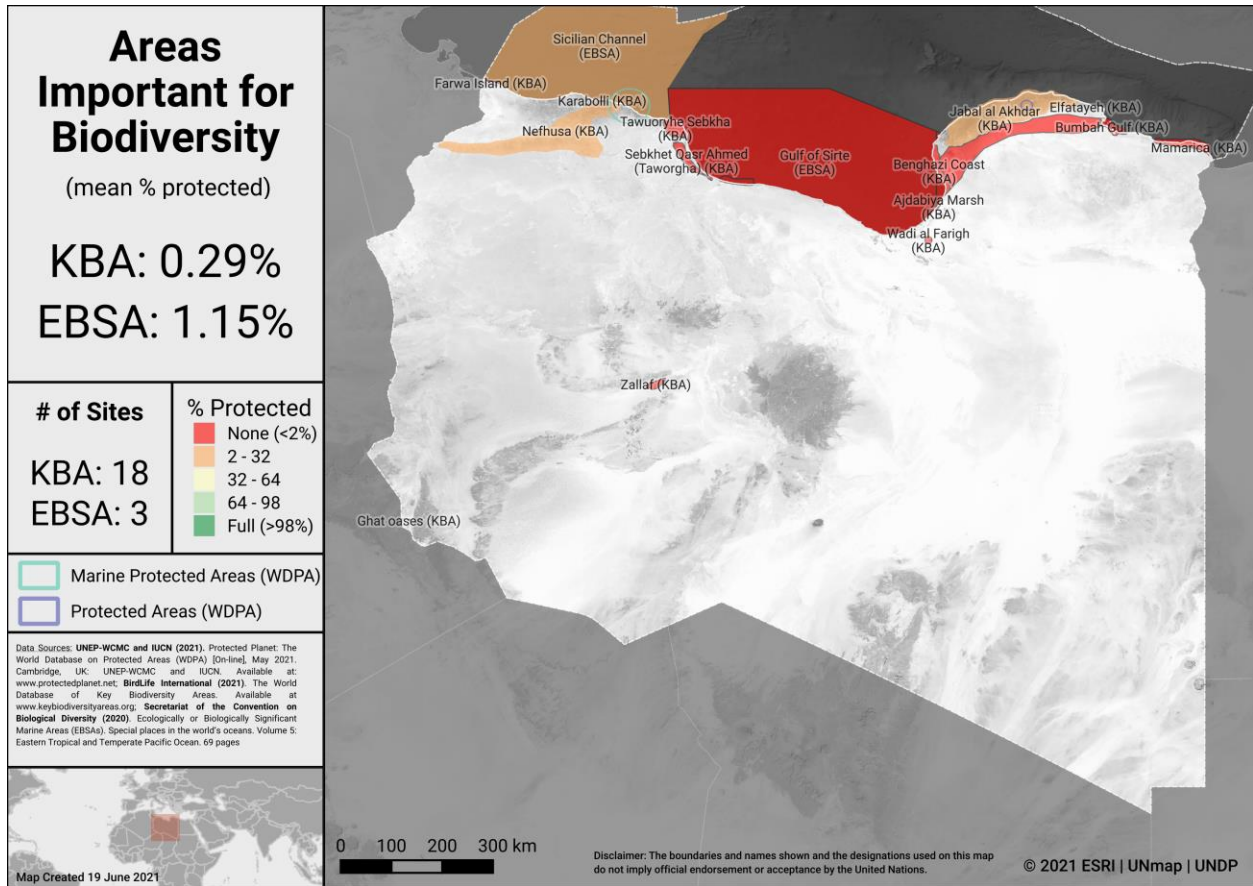 Areas
Important for
Biodiversity
(mean % protected)
KBA: 0.29%
EBSA: 1.15%
# of Sites
KBA: 18
EBSA: 3
% Protected
None (<2%)
2 - 32
32 - 64
64 - 98
Full (>98%)
Marine Protected Areas (WDPA)
Protected Areas (WDPA)
Data Sources: UNEP-WCMC and IUCN (2021). Protected Planet: The
World Database on Protected Areas (WDPA) [On-line], May 2021.
Cambridge, UK: UNEP-WCMC and IUCN. Available at:
www.protectedplanet.net; BirdLife International (2021). The World
Database of Key Biodiversity Areas. Available at
www.keybiodiversityareas.org; Secretariat of the Convention on
Biological Diversity (2020). Ecologically or Biologically Significant
Marine Areas (EBSAs). Special places in the world's oceans. Volume 5:
Eastern Tropical and Temperate Pacific Ocean. 69 pages
Map Created 19 June 2021
Sicilian Channel
(EBSA)
Farwa Island (KBA)
Karabolli (KBA)
Nefhusa (KBA)
Tawuoryhe Sebkha
(KBA)
Sebkhet Qasr Ahmed
(Taworgha) (KBA)
Gulf of Sirte
(EBSA)
Jabal al Akhdar
(KBA)
Elfatayeh (KBA)
Bumbah Gulf (KBA)
Mamarica (KBA)
Benghazi Coast
(KBA)
Ajdabiya Marsh
(KBA)
Wadi al Farigh
(KBA)
Zallaf (KBA)
Ghat oases (KBA)
0 100 200 300 km
Disclaimer: The boundaries and names shown and the designations used on this map
do not imply official endorsement or acceptance by the United Nations.
© 2021 ESRI | UNmap | UNDP